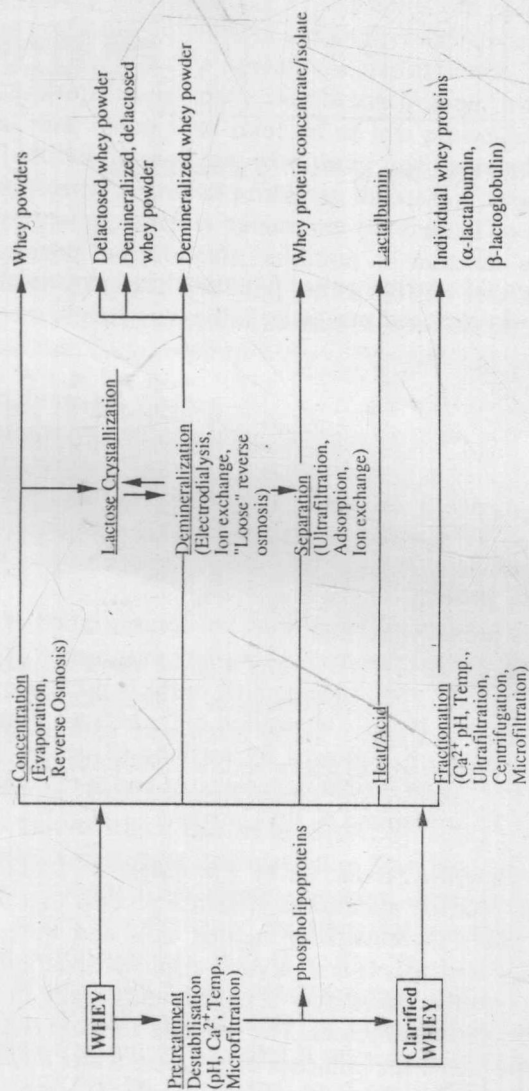 WHEY
Pretreatment
Destabilisation
(pH, Ca²⁺, Temp.,
Microfiltration)
phospholipoproteins
Clarified
WHEY
Concentration
(Evaporation,
Reverse Osmosis)
Heat/Acid
Fractionation
(Ca²⁺, pH, Temp.,
Ultrafiltration,
Centrifugation,
Microfiltration)
Lactose Crystallization
Demineralization
(Electrodialysis,
Ion exchange,
"Loose" reverse
osmosis)
Separation
(Ultrafiltration,
Adsorption,
Ion exchange)
Whey powders
Delactosed whey powder
Demineralized, delactosed
whey powder
Demineralized whey powder
Whey protein concentrate/isolate
Lactalbumin
Individual whey proteins
(α-lactalbumin,
β-lactoglobulin)